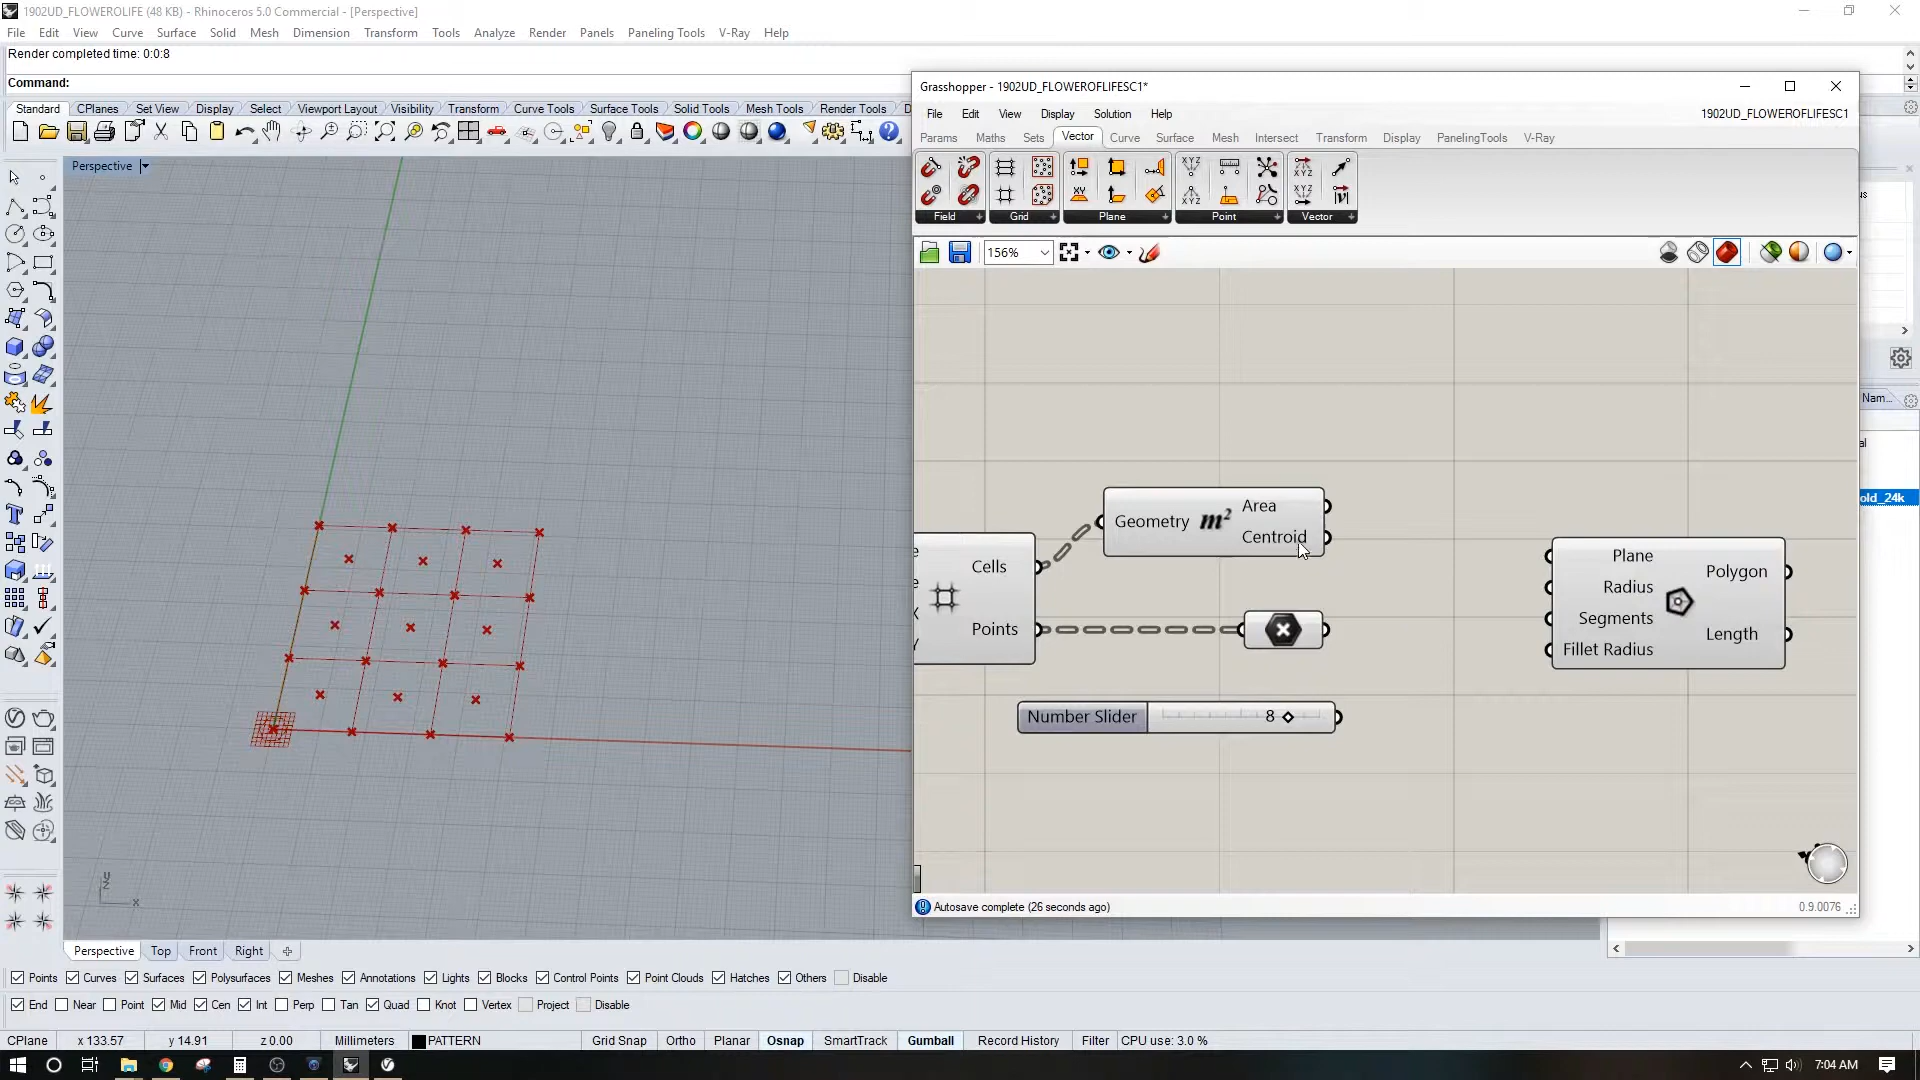 1902UD_FLOWEROLIFE (48 KB) - Rhinoceros 5.0 Commercial - [Perspective]
File Edit View Curve Surface Solid Mesh Dimension Transform Tools Analyze Render Panels Paneling Tools V-Ray Help
Render completed time: 0:0:8
Command:
Standard CPlanes Set View Display Select Viewport Layout Visibility Transform Curve Tools Surface Tools Solid Tools Mesh Tools Render Tools D
Perspective
Grasshopper - 1902UD_FLOWEROFLIFESC1*
File Edit View Display Solution Help 1902UD_FLOWEROFLIFESC1
Params Maths Sets Vector Curve Surface Mesh Intersect Transform Display PanelingTools V-Ray
Field Grid Plane Point Vector
156%
Area
Geometry m²
Centroid
Cells
Points
Number Slider 8
Plane
Radius
Segments
Fillet Radius
Polygon
Length
Nam...
al
old_24k
y
z
x
Autosave complete (26 seconds ago) 0.9.0076
Perspective Top Front Right
Points Curves Surfaces Polysurfaces Meshes Annotations Lights Blocks Control Points Point Clouds Hatches Others Disable
End Near Point Mid Cen Int Perp Tan Quad Knot Vertex Project Disable
CPlane x 133.57 y 14.91 z 0.00 Millimeters PATTERN Grid Snap Ortho Planar Osnap SmartTrack Gumball Record History Filter CPU use: 3.0 %
7:04 AM